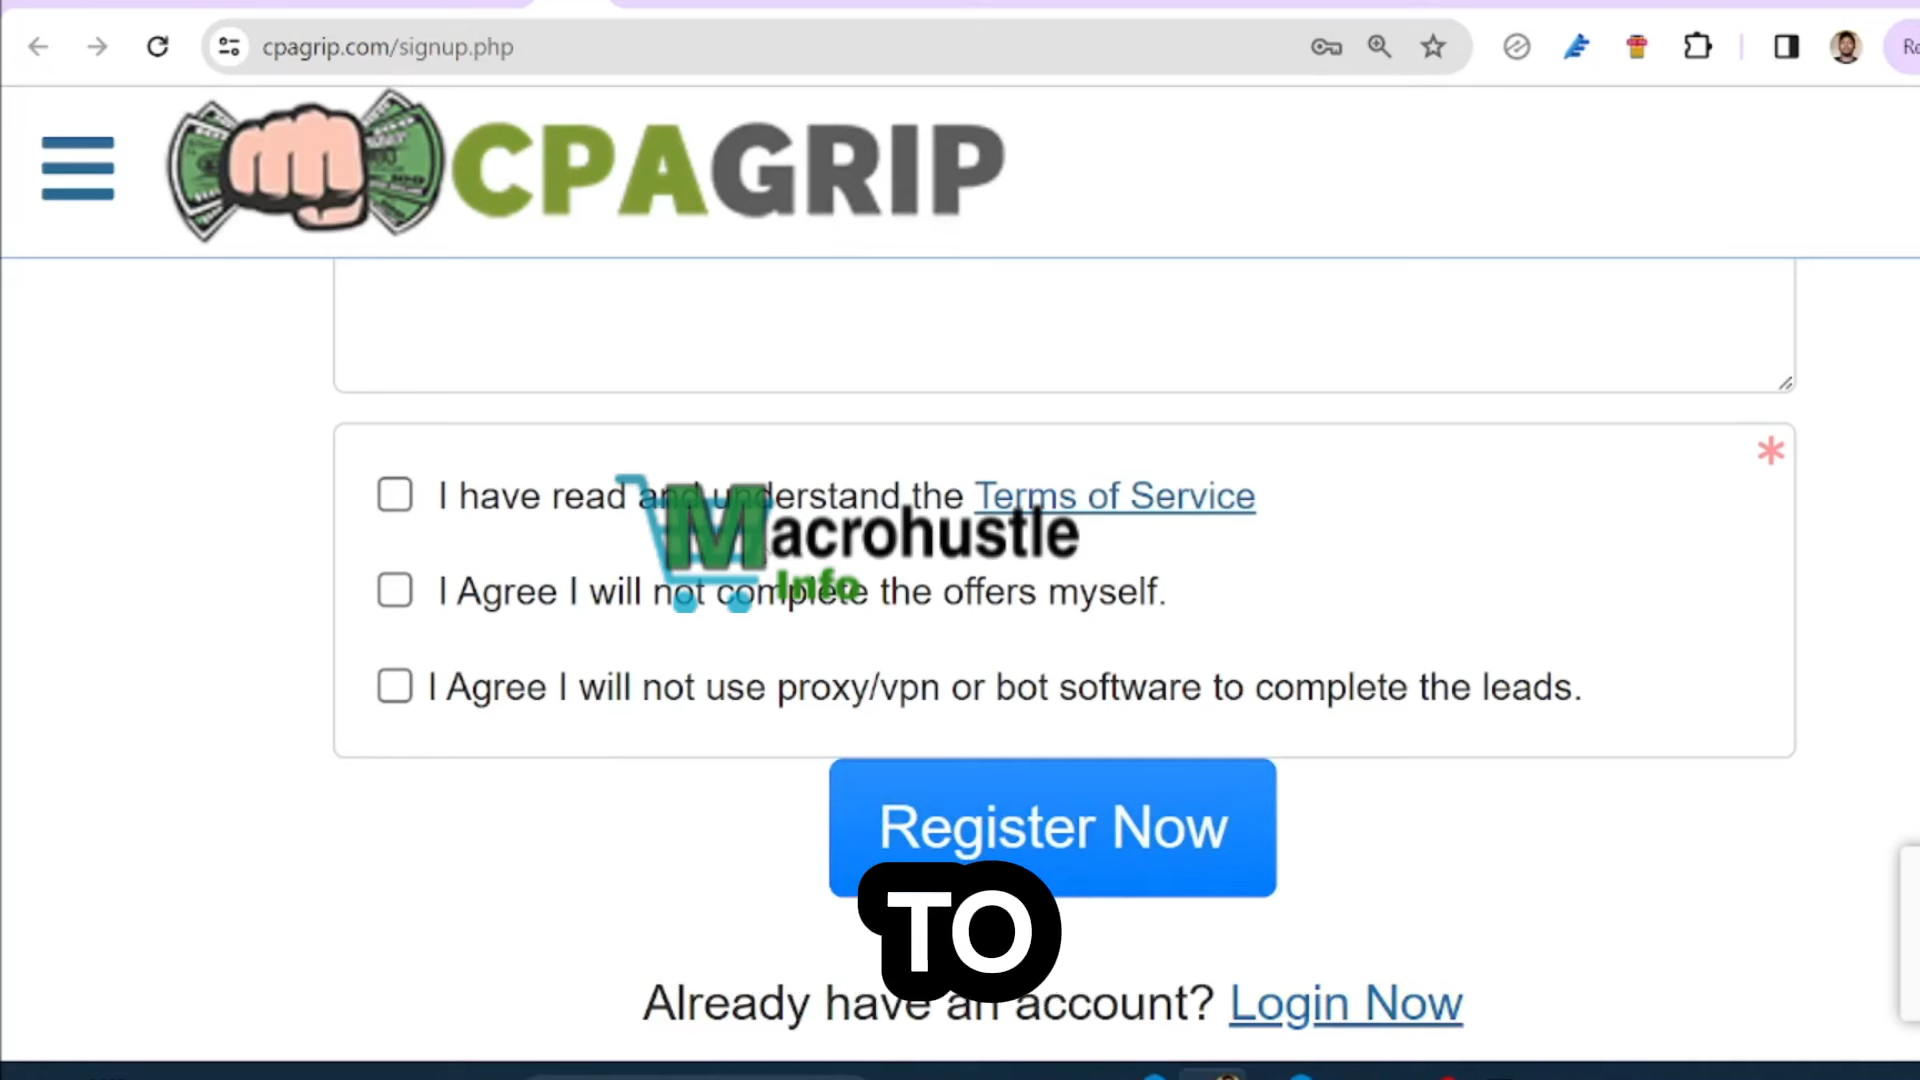 cpagrip.com/signup.php
CPAGRIP
I have read and understand the Terms of Service
Macrohustle
Info
I Agree I will not complete the offers myself.
I Agree I will not use proxy/vpn or bot software to complete the leads.
Register Now
TO
Already have an account? Login Now